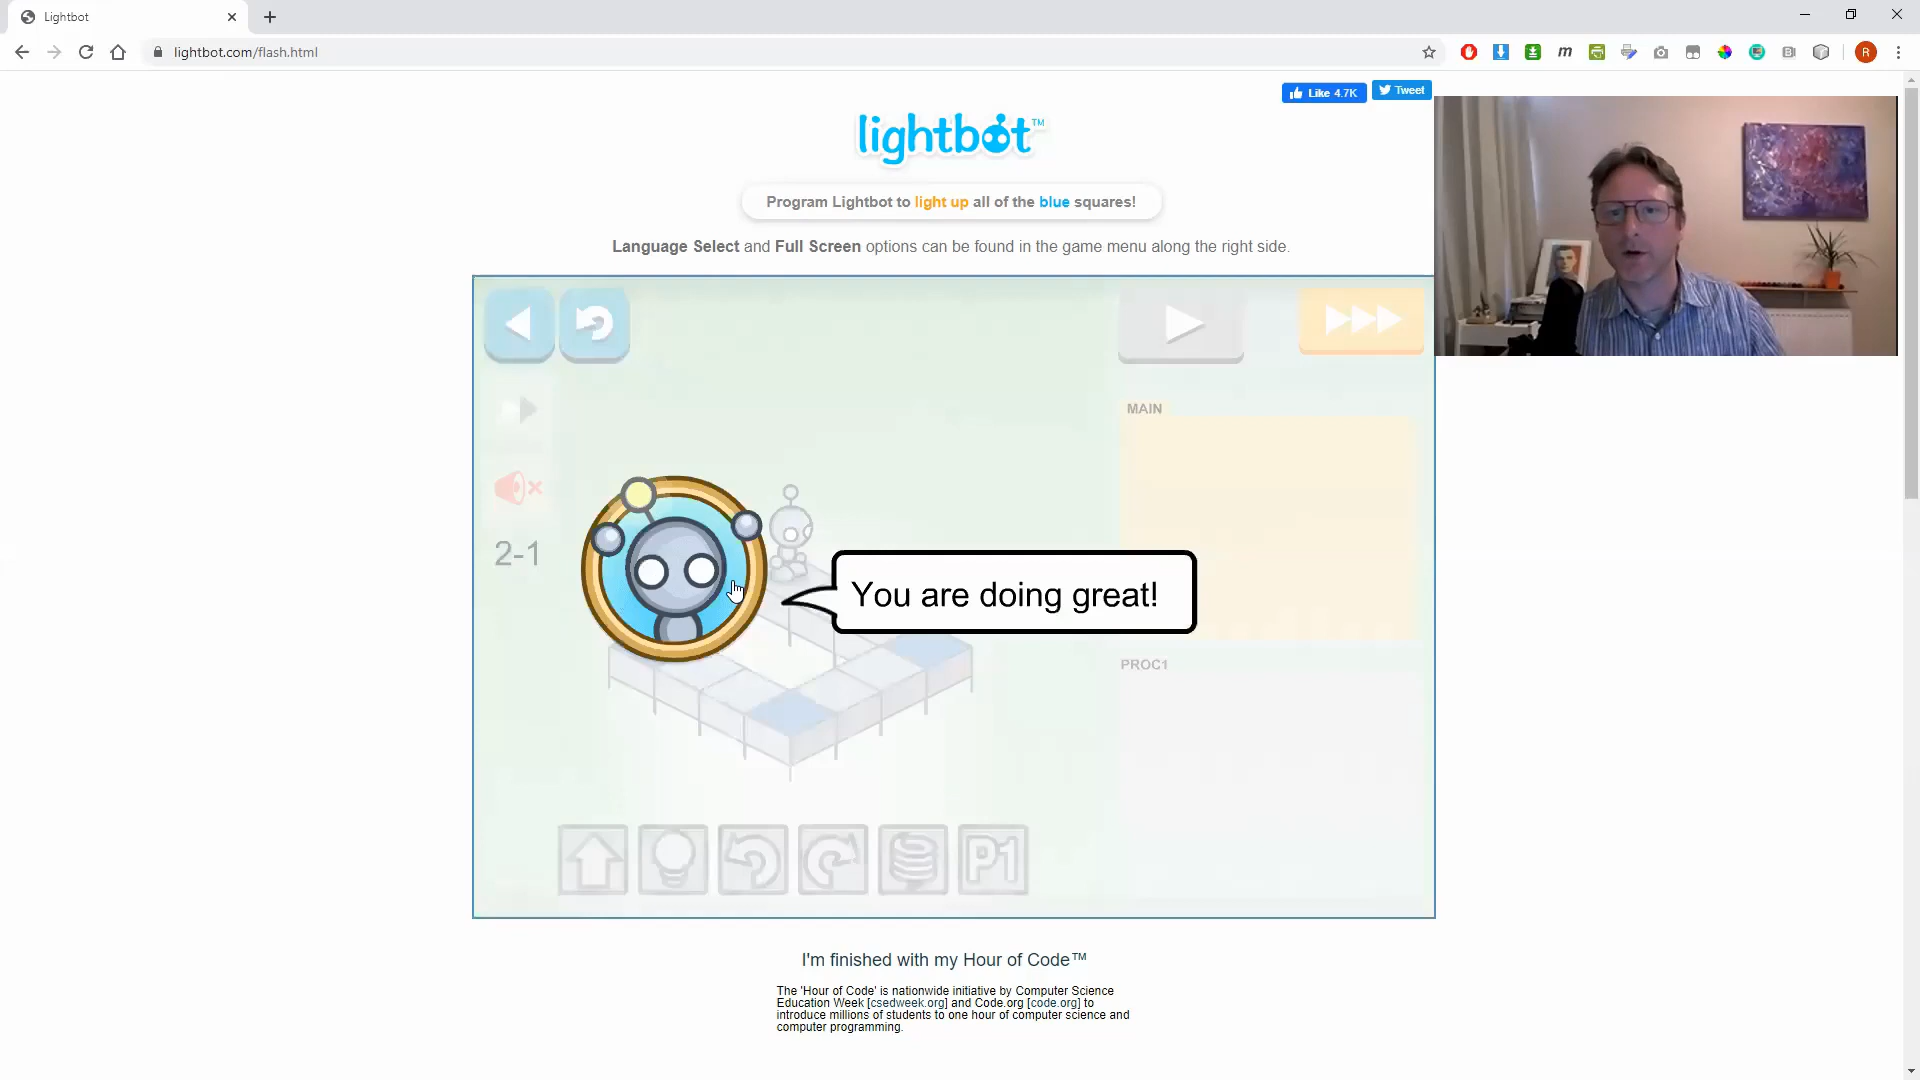 Lightbot
lightbot.com/flash.html
Like 4.7K
Tweet
lightbot™
Program Lightbot to light up all of the blue squares!
Language Select and Full Screen options can be found in the game menu along the right side.
MAIN
2-1
You are doing great!
PROC1
P1
I'm finished with my Hour of Code™
The 'Hour of Code' is nationwide initiative by Computer Science
Education Week [csedweek.org] and Code.org [code.org] to
introduce millions of students to one hour of computer science and
computer programming.